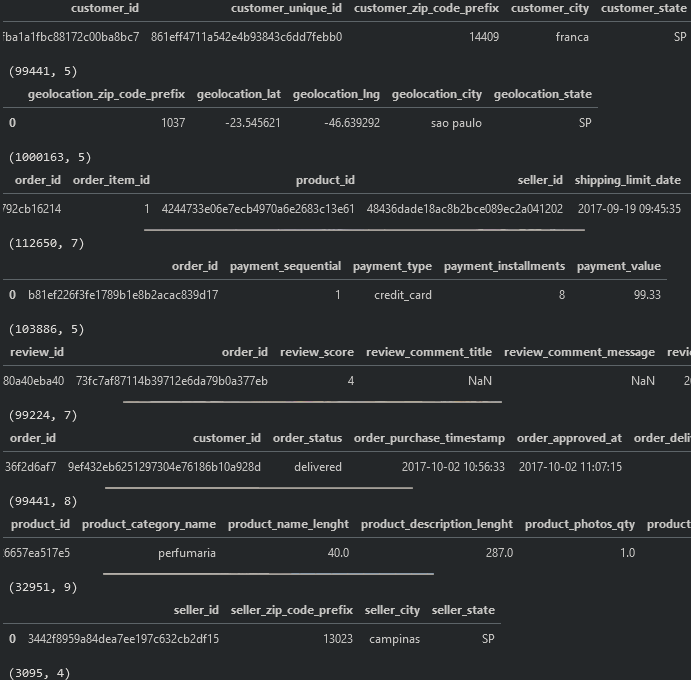 customer_id customer_unique_id customer_zip_code_prefix customer_city customer_state
fba1a1fbc88172c00ba8bc7 861eff4711a542e4b93843c6dd7febb0 14409 franca SP
(99441, 5)
geolocation_zip_code_prefix geolocation_lat geolocation_lng geolocation_city geolocation_state
0 1037 -23.545621 -46.639292 sao paulo SP
(1000163, 5)
order_id order_item_id product_id seller_id shipping_limit_date
792cb16214 1 4244733e06e7ecb4970a6e2683c13e61 48436dade18ac8b2bce089ec2a041202 2017-09-19 09:45:35
(112650, 7)
order_id payment_sequential payment_type payment_installments payment_value
0 b81ef226f3fe1789b1e8b2acac839d17 1 credit_card 8 99.33
(103886, 5)
review_id order_id review_score review_comment_title review_comment_message revi
80a40eba40 73fc7af87114b39712e6da79b0a377eb 4 NaN NaN 20
(99224, 7)
order_id customer_id order_status order_purchase_timestamp order_approved_at order_deli
36f2d6af7 9ef432eb6251297304e76186b10a928d delivered 2017-10-02 10:56:33 2017-10-02 11:07:15
(99441, 8)
product_id product_category_name product_name_lenght product_description_lenght product_photos_qty product
6657ea517e5 perfumaria 40.0 287.0 1.0
(32951, 9)
seller_id seller_zip_code_prefix seller_city seller_state
0 3442f8959a84dea7ee197c632cb2df15 13023 campinas SP
(3095, 4)